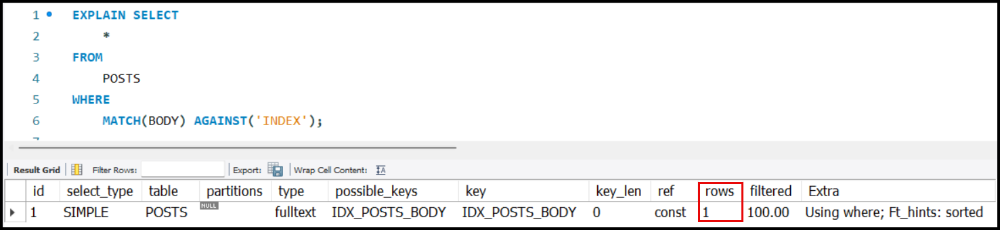 1 EXPLAIN SELECT
2 *
3 FROM
4 POSTS
5 WHERE
6 MATCH(BODY) AGAINST('INDEX');
Result Grid Filter Rows: Export: Wrap Cell Content: IA
id select_type table partitions type possible_keys key key_len ref rows filtered Extra
1 SIMPLE POSTS NULL fulltext IDX_POSTS_BODY IDX_POSTS_BODY 0 const 1 100.00 Using where; Ft_hints: sorted